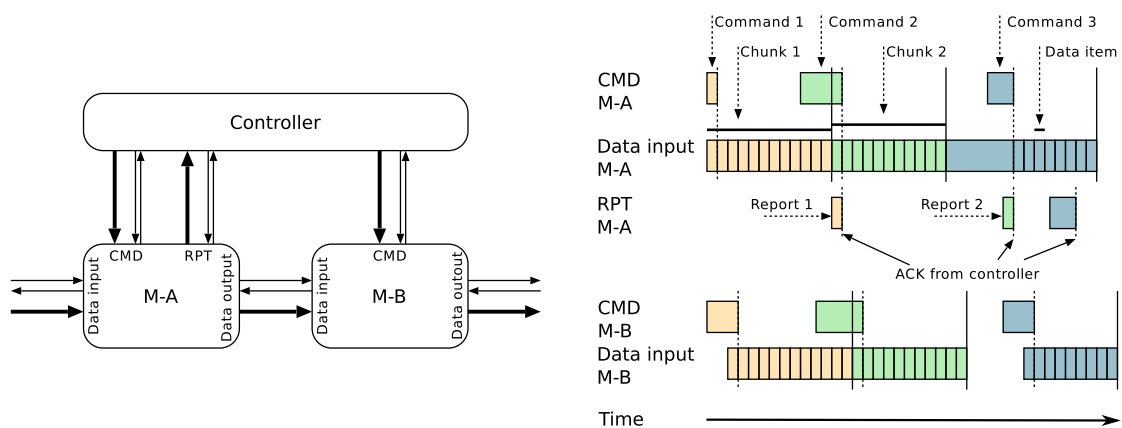 Controller
CMD
RPT
CMD
Data input
M-A
Data output
Data input
M-B
Data outout
Command 1
Command 2
Command 3
Chunk 1
Chunk 2
Data item
CMD
M-A
Data input
M-A
RPT
M-A
Report 1
Report 2
ACK from controller
CMD
M-B
Data input
M-B
Time